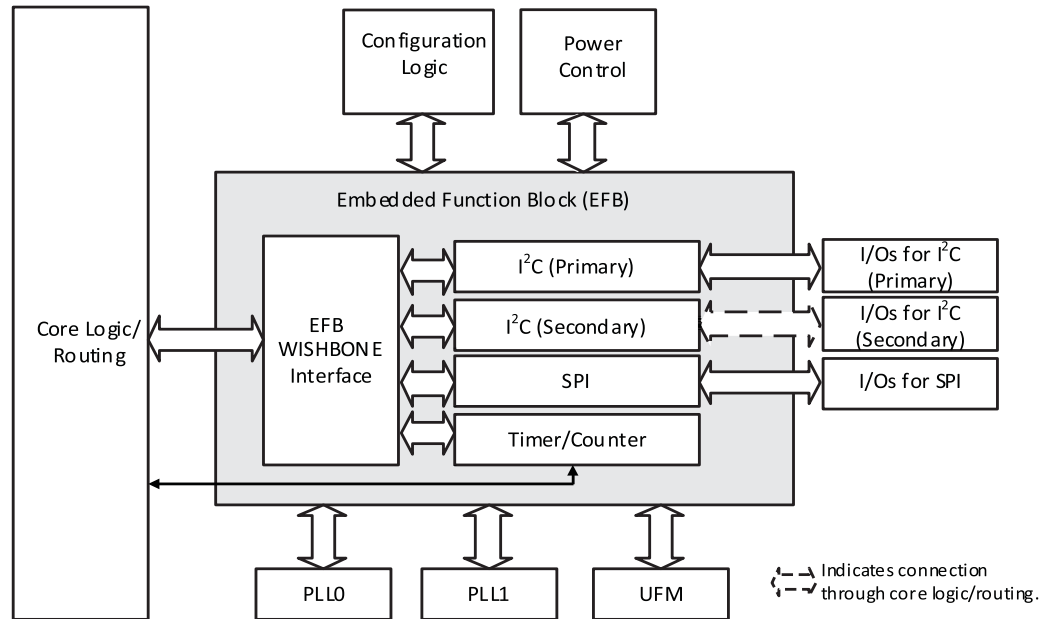 Configuration
Logic
Power
Control
Embedded Function Block (EFB)
Core Logic/
Routing
EFB
WISHBONE
Interface
I²C (Primary)
I²C (Secondary)
SPI
Timer/Counter
I/Os for I²C
(Primary)
I/Os for I²C
(Secondary)
I/Os for SPI
PLL0
PLL1
UFM
Indicates connection
through core logic/routing.